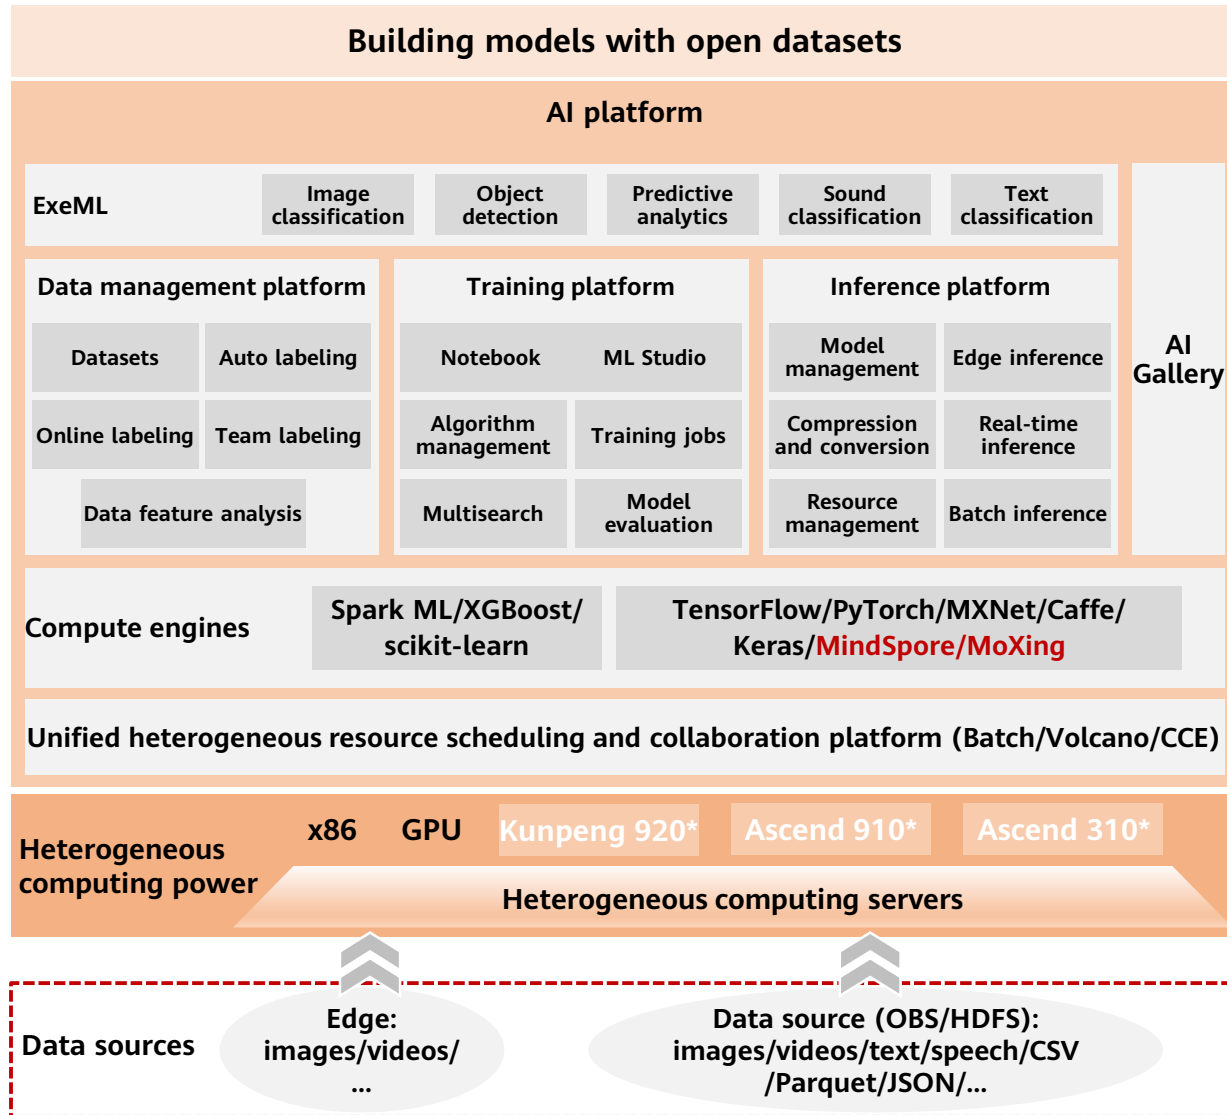 Building models with open datasets
AI platform
ExeML
Image
classification
Object
detection
Predictive
analytics
Sound
classification
Text
classification
AI
Gallery
Data management platform
Datasets
Auto labeling
Online labeling
Team labeling
Data feature analysis
Training platform
Notebook
ML Studio
Algorithm
management
Training jobs
Multisearch
Model
evaluation
Inference platform
Model
management
Edge inference
Compression
and conversion
Real-time
inference
Resource
management
Batch inference
Compute engines
Spark ML/XGBoost/
scikit-learn
TensorFlow/PyTorch/MXNet/Caffe/
Keras/MindSpore/MoXing
Unified heterogeneous resource scheduling and collaboration platform (Batch/Volcano/CCE)
Heterogeneous
computing power
x86
GPU
Kunpeng 920*
Ascend 910*
Ascend 310*
Heterogeneous computing servers
Data sources
Edge:
images/videos/
...
Data source (OBS/HDFS):
images/videos/text/speech/CSV
/Parquet/JSON/...